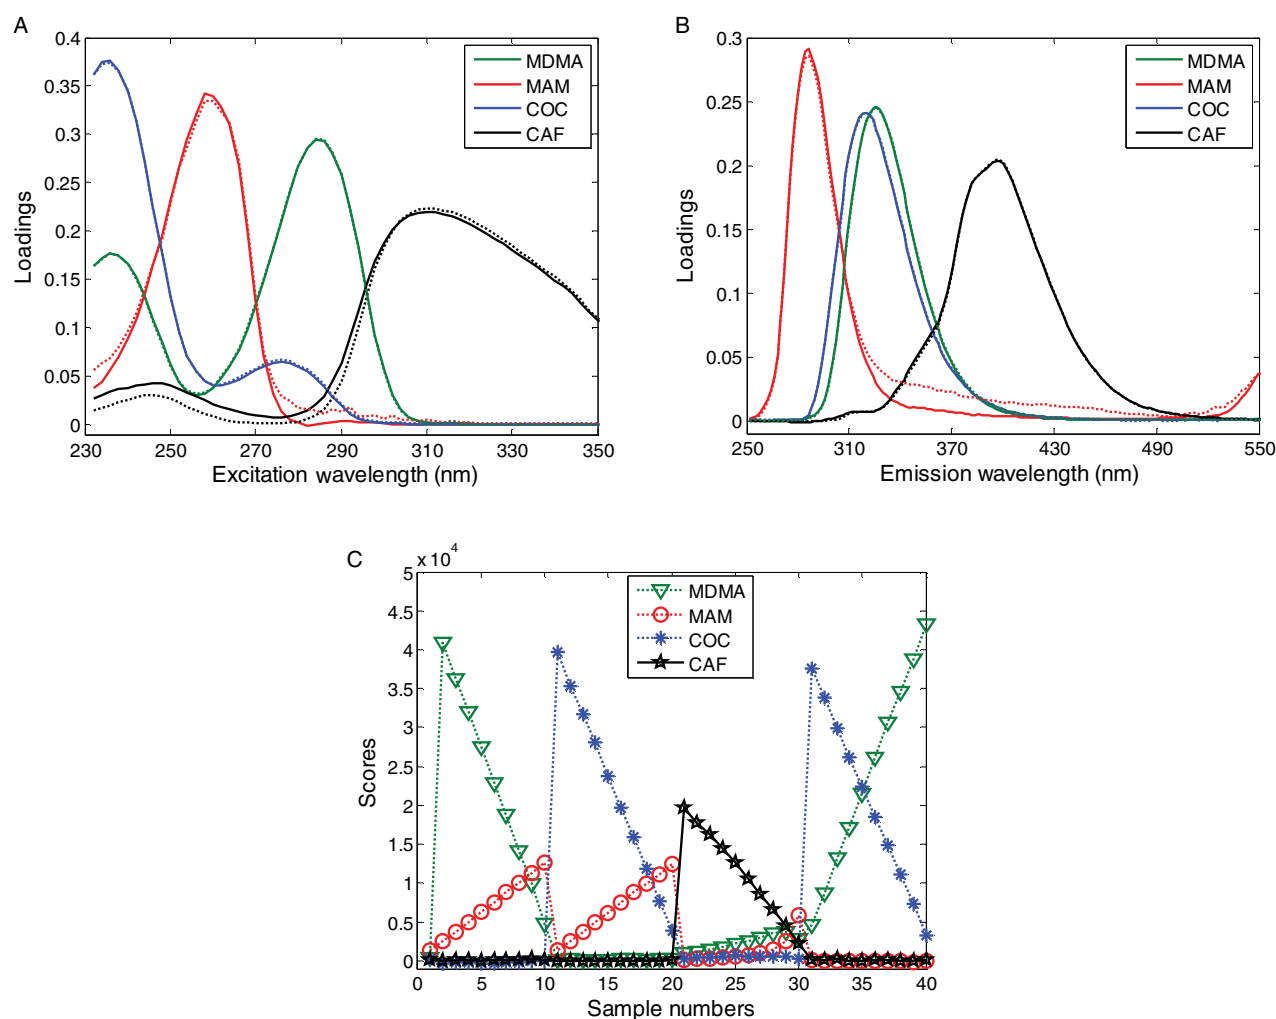 A
0.4
0.35
0.3
0.25
0.2
0.15
0.1
0.05
0
Loadings
230
250
270
290
310
330
350
Excitation wavelength (nm)
MDMA
MAM
COC
CAF
B
0.3
0.25
0.2
0.15
0.1
0.05
0
Loadings
250
310
370
430
490
550
Emission wavelength (nm)
MDMA
MAM
COC
CAF
C
x 10^4
5
4.5
4
3.5
3
2.5
2
1.5
1
0.5
0
Scores
0
5
10
15
20
25
30
35
40
Sample numbers
MDMA
MAM
COC
CAF